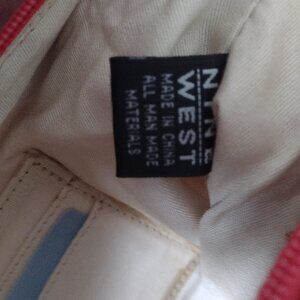 NINE
WEST
MADE IN CHINA
ALL MAN MADE
MATERIALS